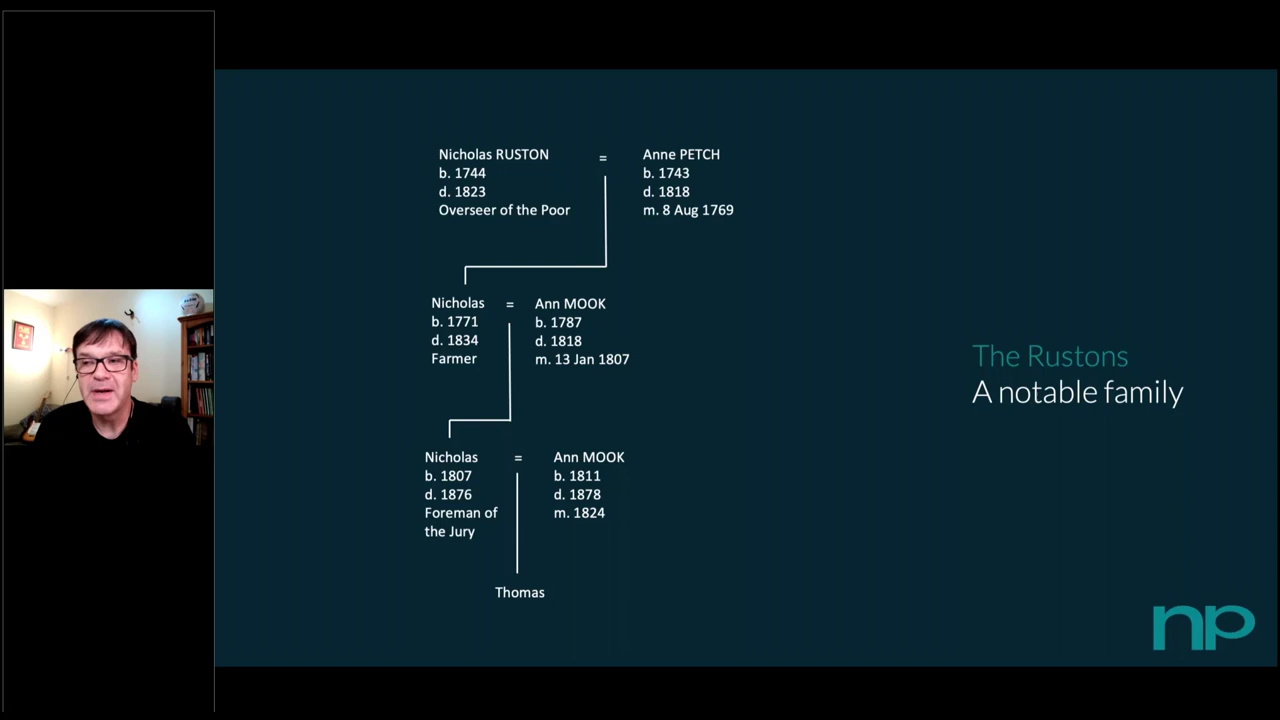 Nicholas RUSTON = Anne PETCH
b. 1744 b. 1743
d. 1823 d. 1818
Overseer of the Poor m. 8 Aug 1769
Nicholas = Ann MOOK
b. 1771 b. 1787
d. 1834 d. 1818
Farmer m. 13 Jan 1807
The Rustons
A notable family
Nicholas = Ann MOOK
b. 1807 b. 1811
d. 1876 d. 1878
Foreman of m. 1824
the Jury
Thomas
np